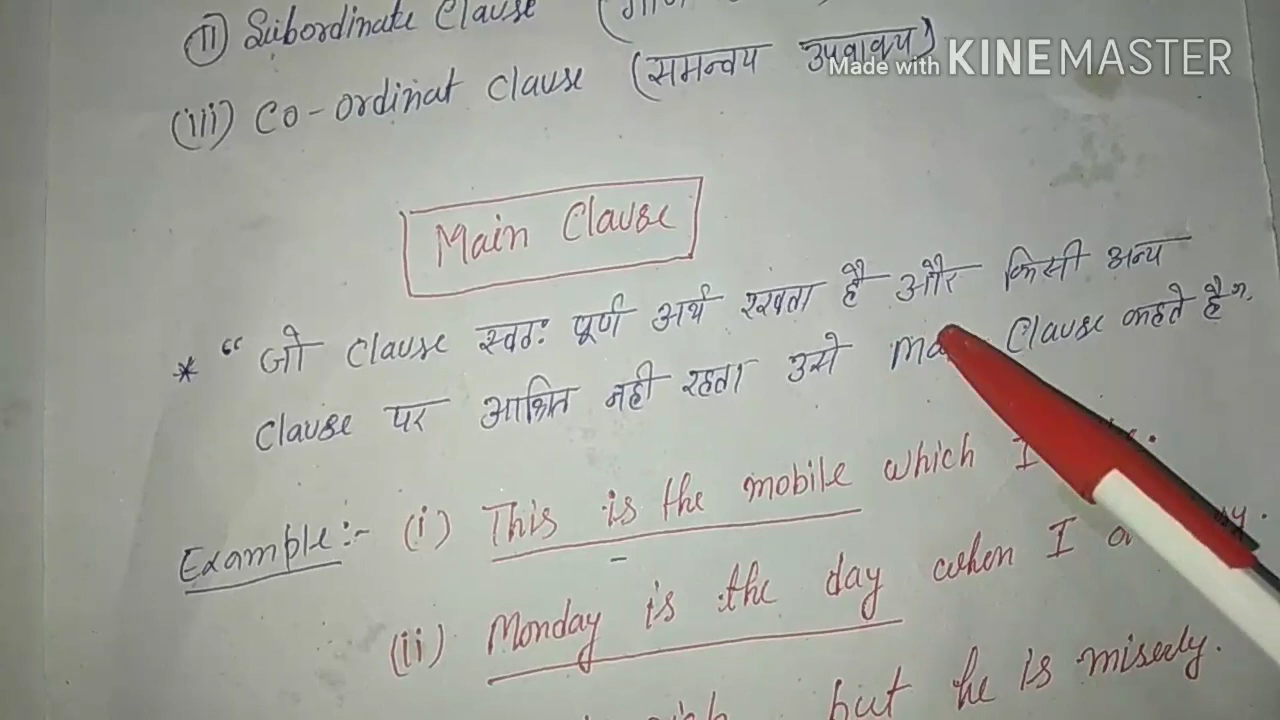 (ii) Subordinate Clause (गौण
(iii) Co-ordinat Clause (समन्वय उपवाक्य)
Made with KINEMASTER
Main Clause
* “ जो Clause स्वतः पूर्ण अर्थ रखता है और किसी अन्य
Clause पर आश्रित नही रहता उसे Clause कहते है”.
Example:- (i) This is the mobile which I
(ii) Monday is the day when I
but he is miserly.